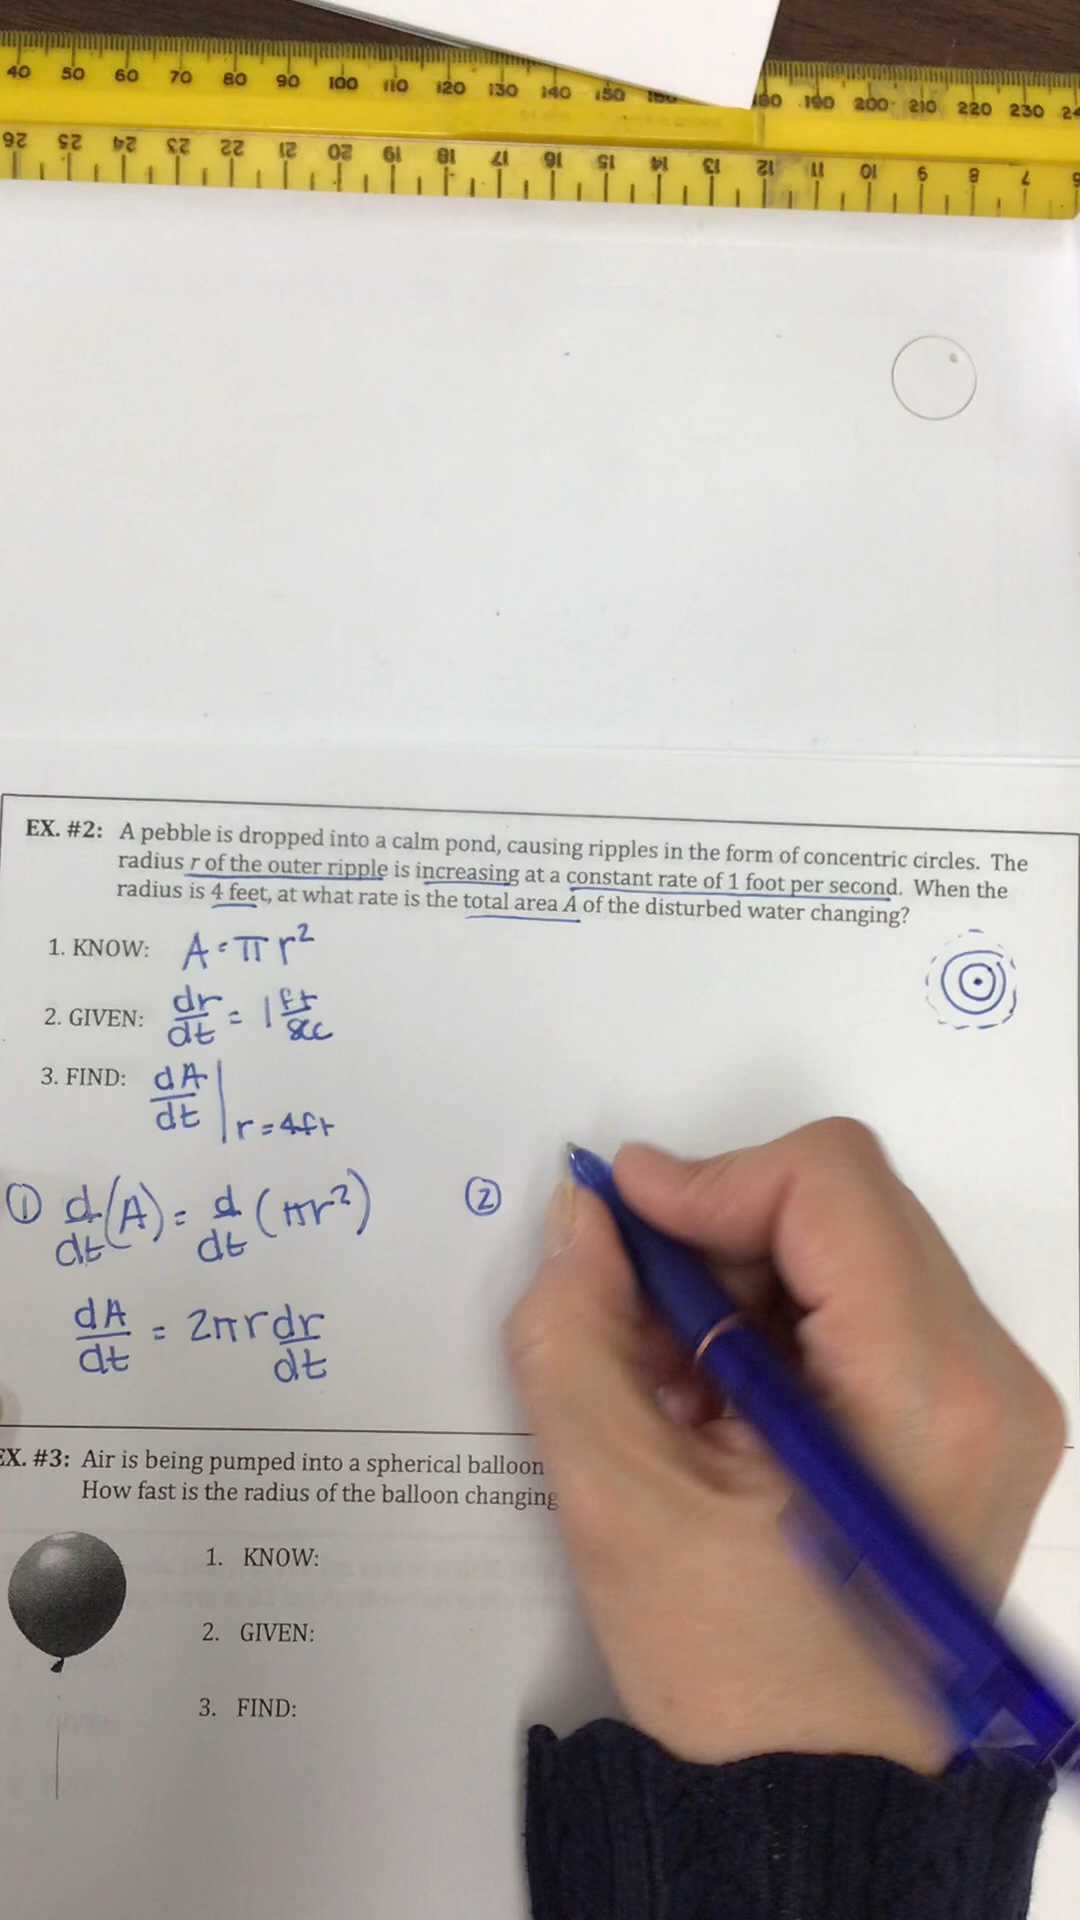 40 50 60 70 80 90 100 110 120 130 140 150 180 190 200 210 220 230
26 25 24 23 22 21 20 19 18 17 16 15 14 13 12 11 10 9 8 7
EX. #2: A pebble is dropped into a calm pond, causing ripples in the form of concentric circles. The
radius r of the outer ripple is increasing at a constant rate of 1 foot per second. When the
radius is 4 feet, at what rate is the total area A of the disturbed water changing?
1. KNOW: A = πr²
2. GIVEN: dr/dt = 1 ft/sec
3. FIND: dA/dt | r = 4ft
① d/dt (A) = d/dt (πr²) ②
dA/dt = 2πr dr/dt
EX. #3: Air is being pumped into a spherical balloon
How fast is the radius of the balloon changing
1. KNOW:
2. GIVEN:
3. FIND: